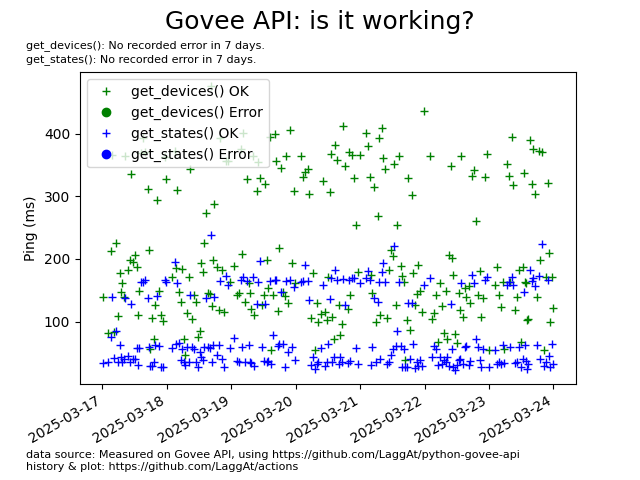 Govee API: is it working?
get_devices(): No recorded error in 7 days.
get_states(): No recorded error in 7 days.
get_devices() OK
get_devices() Error
get_states() OK
get_states() Error
Ping (ms)
400
300
200
100
2025-03-17
2025-03-18
2025-03-19
2025-03-20
2025-03-21
2025-03-22
2025-03-23
2025-03-24
data source: Measured on Govee API, using https://github.com/LaggAt/python-govee-api
history & plot: https://github.com/LaggAt/actions